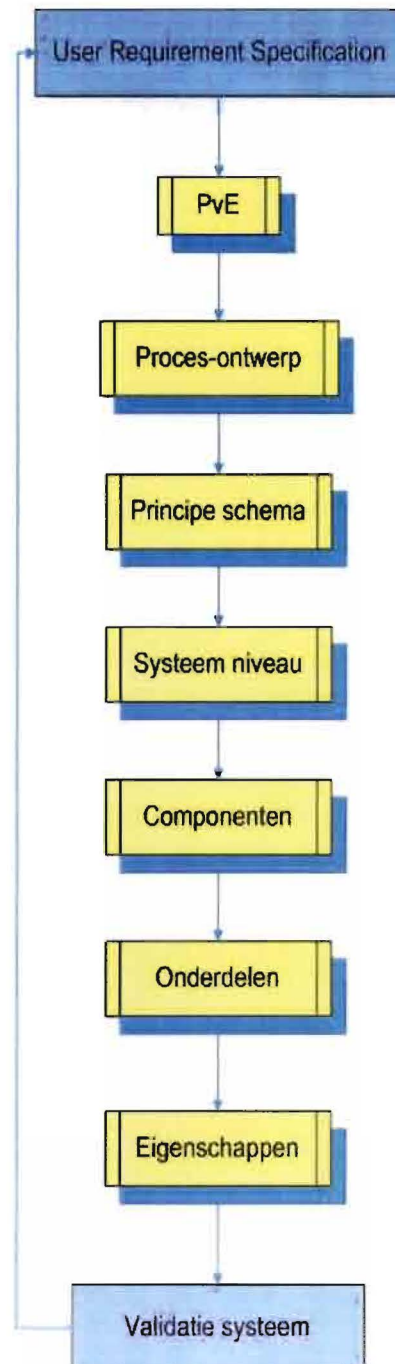 User Requirement Specification
PvE
Proces-ontwerp
Principe schema
Systeem niveau
Componenten
Onderdelen
Eigenschappen
Validatie systeem